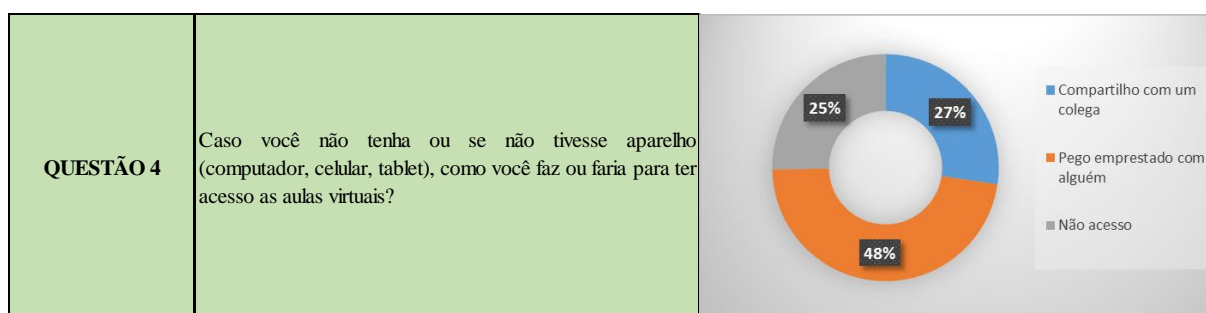 QUESTÃO 4
Caso você não tenha ou se não tivesse aparelho
(computador, celular, tablet), como você faz ou faria para ter
acesso as aulas virtuais?
25%
27%
48%
Compartilho com um
colega
Pego emprestado com
alguém
Não acesso